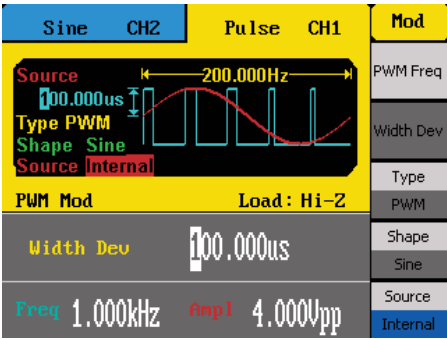 Sine CH2 Pulse CH1 Mod
Source 200.000Hz
100.000us
Type PWM
Shape Sine
Source Internal
PWM Mod Load: Hi-Z
Width Dev 100.000us
Freq 1.000kHz Ampl 4.000Vpp
PWM Freq
Width Dev
Type
PWM
Shape
Sine
Source
Internal